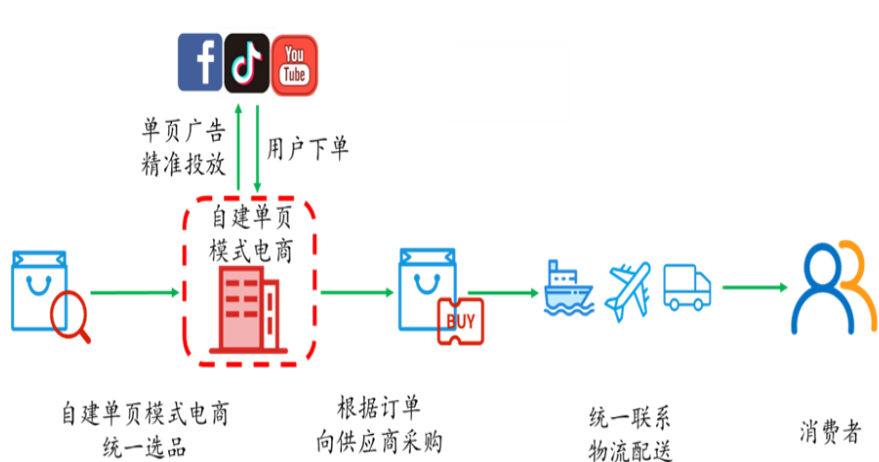 You
Tube
单页广告
精准投放
用户下单
自建单页
模式电商
BUY
自建单页模式电商
统一选品
根据订单
向供应商采购
统一联系
物流配送
消费者